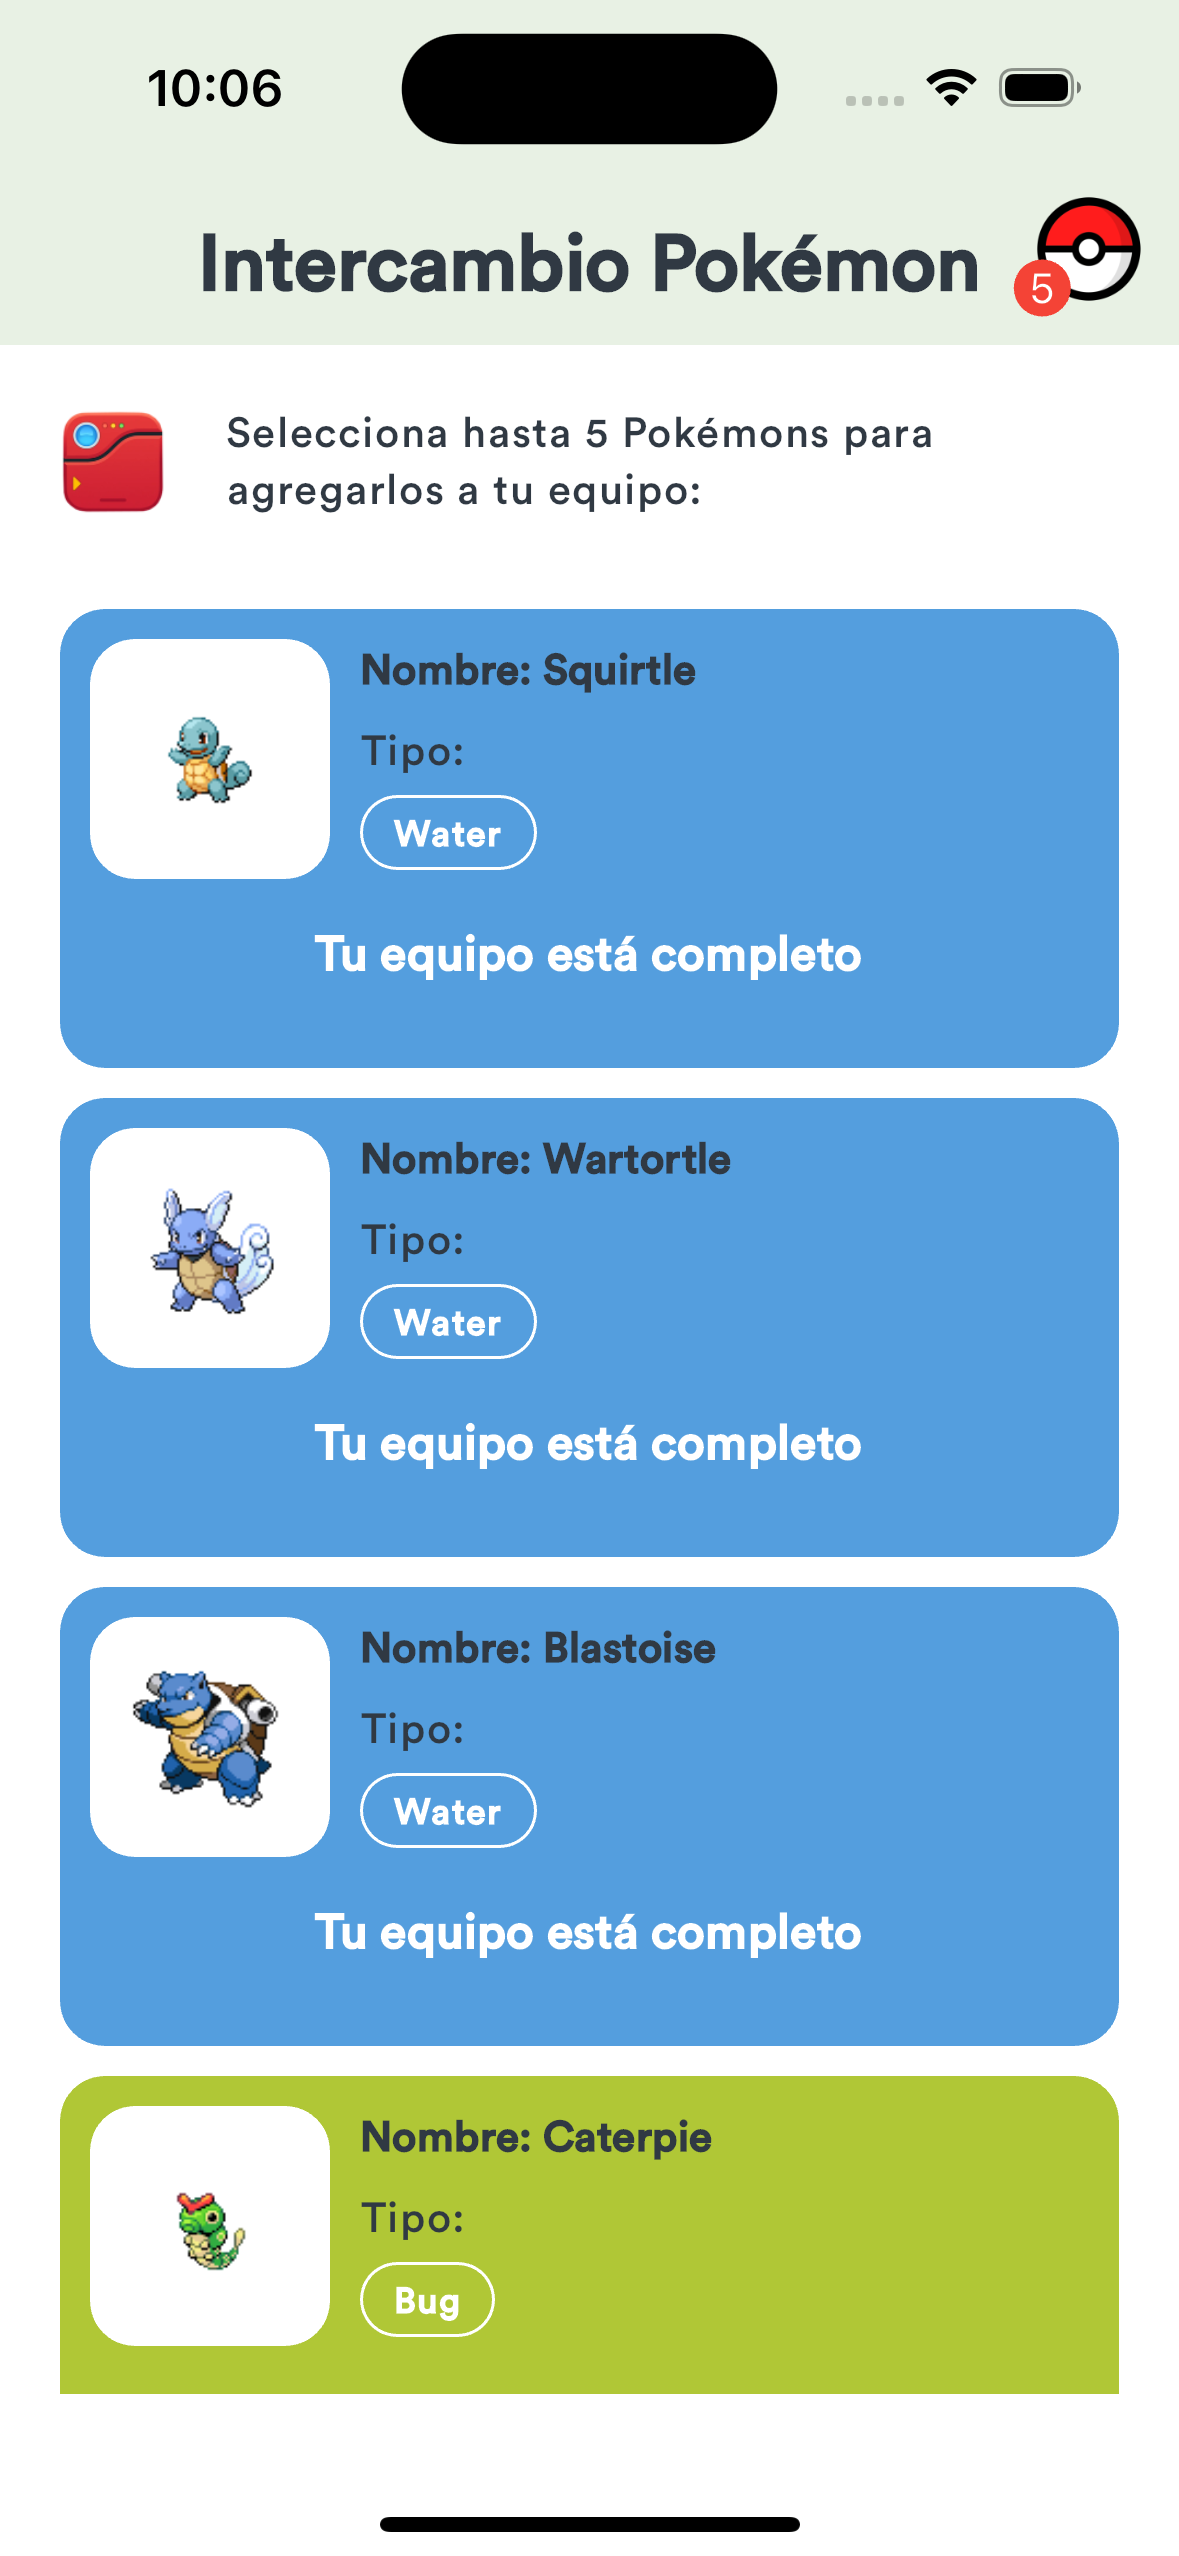 10:06
Intercambio Pokémon
5
Selecciona hasta 5 Pokémons para
agregarlos a tu equipo:
Nombre: Squirtle
Tipo:
Water
Tu equipo está completo
Nombre: Wartortle
Tipo:
Water
Tu equipo está completo
Nombre: Blastoise
Tipo:
Water
Tu equipo está completo
Nombre: Caterpie
Tipo:
Bug